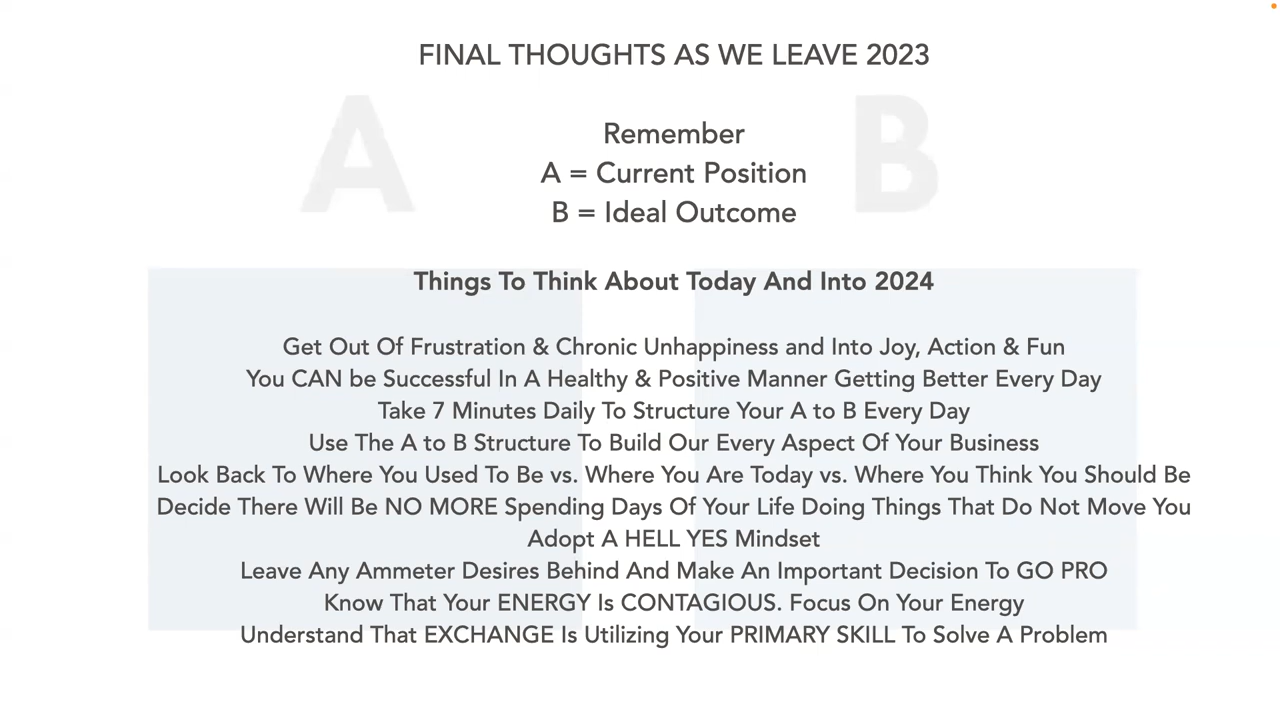 FINAL THOUGHTS AS WE LEAVE 2023
A
B
Remember
A = Current Position
B = Ideal Outcome
Things To Think About Today And Into 2024
Get Out Of Frustration & Chronic Unhappiness and Into Joy, Action & Fun
You CAN be Successful In A Healthy & Positive Manner Getting Better Every Day
Take 7 Minutes Daily To Structure Your A to B Every Day
Use The A to B Structure To Build Our Every Aspect Of Your Business
Look Back To Where You Used To Be vs. Where You Are Today vs. Where You Think You Should Be
Decide There Will Be NO MORE Spending Days Of Your Life Doing Things That Do Not Move You
Adopt A HELL YES Mindset
Leave Any Ammeter Desires Behind And Make An Important Decision To GO PRO
Know That Your ENERGY Is CONTAGIOUS. Focus On Your Energy
Understand That EXCHANGE Is Utilizing Your PRIMARY SKILL To Solve A Problem